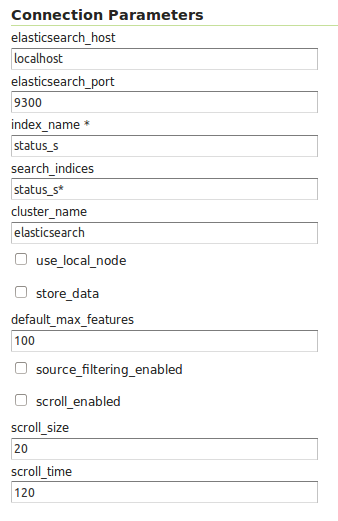 Connection Parameters
elasticsearch_host
localhost
elasticsearch_port
9300
index_name *
status_s
search_indices
status_s*
cluster_name
elasticsearch
use_local_node
store_data
default_max_features
100
source_filtering_enabled
scroll_enabled
scroll_size
20
scroll_time
120